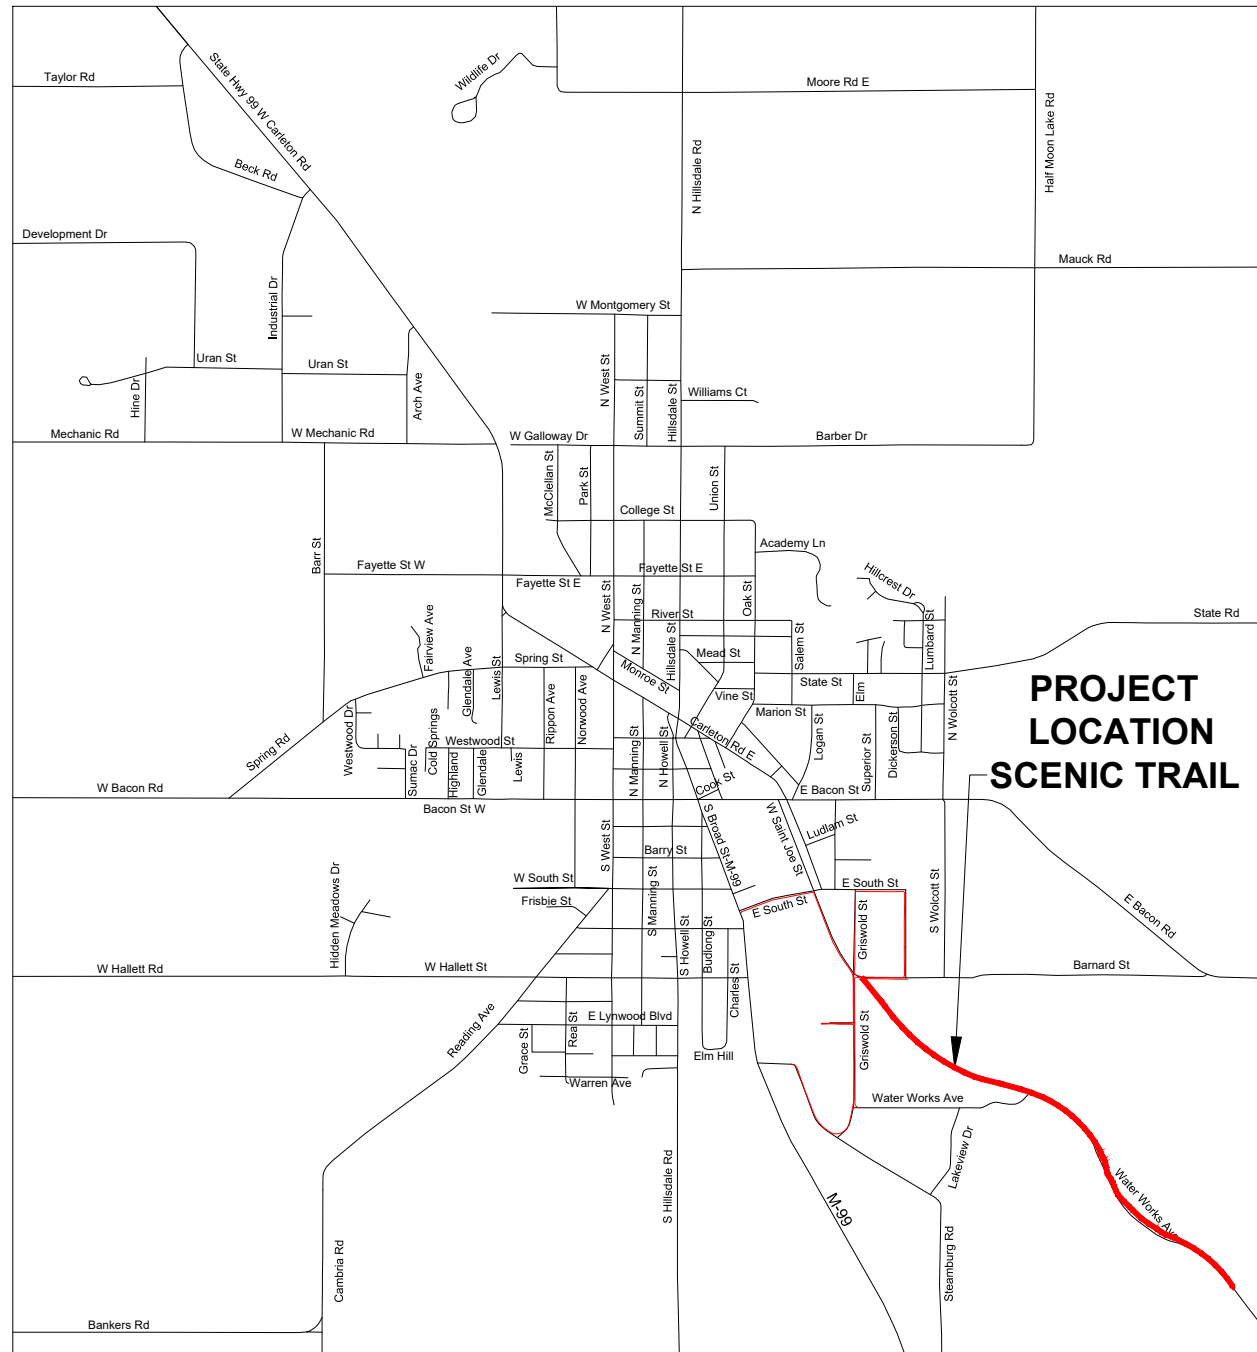 State Hwy 99 W Carleton Rd
Wildlife Dr
Taylor Rd
Moore Rd E
Half Moon Lake Rd
Beck Rd
N Hillsdale Rd
Development Dr
Mauck Rd
Industrial Dr
W Montgomery St
Uran St
Uran St
Hine Dr
Arch Ave
N West St
Summit St
Hillsdale St
Williams Ct
Mechanic Rd
W Mechanic Rd
W Galloway Dr
Barber Dr
McClellan St
Park St
Union St
College St
Barr St
Academy Ln
Fayette St W
Fayette St E
Fayette St E
Hillcrest Dr
N West St
N Manning St
Oak St
River St
State Rd
Fairview Ave
Salem St
Lumbard St
Mead St
Hillsdale St
Spring St
Monroe St
Glendale Ave
Lewis St
State St
Elm
Vine St
Rippon Ave
Norwood Ave
N Wolcott St
PROJECT
LOCATION
SCENIC TRAIL
Marion St
Carleton Rd E
Logan St
Westwood Dr
Spring Rd
Sumac Dr
Cold Springs
Westwood St
Highland
Glendale
Lewis
N Manning St
N Howell St
Superior St
Dickerson St
Cook St
W Bacon Rd
Bacon St W
E Bacon St
S Broad St-M-99
W Saint Joe St
Ludlam St
S West St
Barry St
W South St
E South St
Frisbie St
E South St
Hidden Meadows Dr
S Manning St
S Howell St
Budlong St
Griswold St
S Wolcott St
E Bacon Rd
W Hallett Rd
W Hallett St
Charles St
Barnard St
Reading Ave
Rea St
E Lynwood Blvd
Grace St
Elm Hill
Griswold St
Warren Ave
Water Works Ave
Lakeview Dr
S Hillsdale Rd
M-99
Water Works Ave
Cambria Rd
Steamburg Rd
Bankers Rd